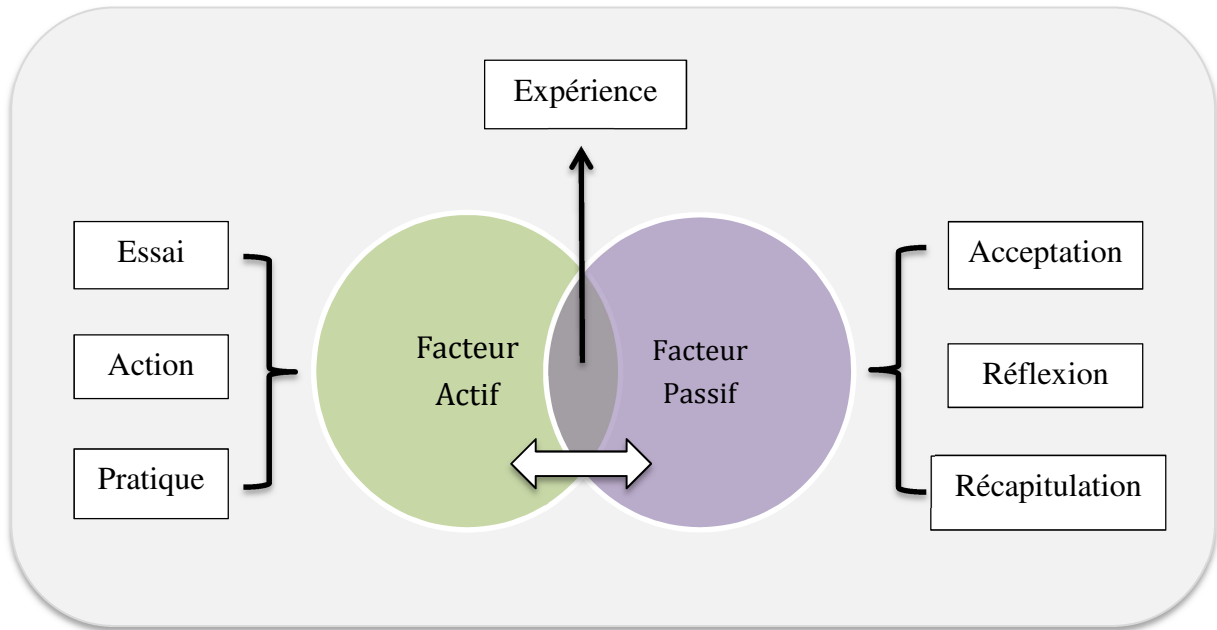 Expérience
Essai
Action
Pratique
Facteur
Actif
Facteur
Passif
Acceptation
Réflexion
Récapitulation